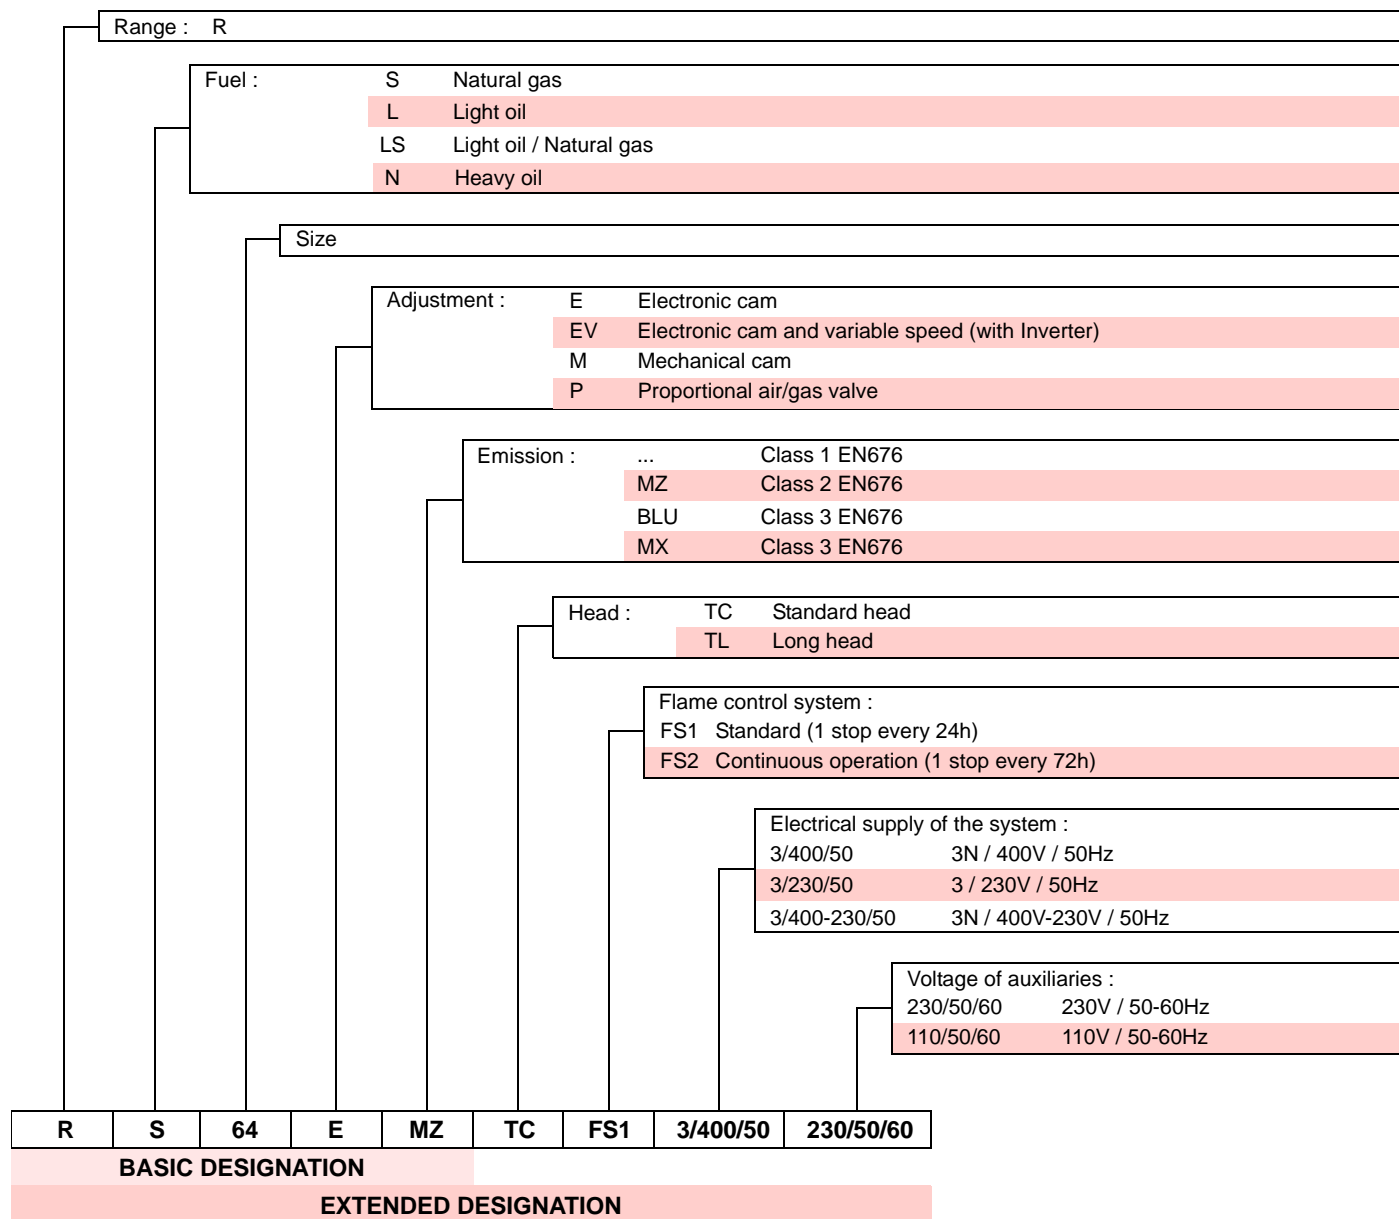 Range : R
Fuel : S Natural gas
L Light oil
LS Light oil / Natural gas
N Heavy oil
Size
Adjustment : E Electronic cam
EV Electronic cam and variable speed (with Inverter)
M Mechanical cam
P Proportional air/gas valve
Emission : ... Class 1 EN676
MZ Class 2 EN676
BLU Class 3 EN676
MX Class 3 EN676
Head : TC Standard head
TL Long head
Flame control system :
FS1 Standard (1 stop every 24h)
FS2 Continuous operation (1 stop every 72h)
Electrical supply of the system :
3/400/50 3N / 400V / 50Hz
3/230/50 3 / 230V / 50Hz
3/400-230/50 3N / 400V-230V / 50Hz
Voltage of auxiliaries :
230/50/60 230V / 50-60Hz
110/50/60 110V / 50-60Hz
R S 64 E MZ TC FS1 3/400/50 230/50/60
BASIC DESIGNATION
EXTENDED DESIGNATION